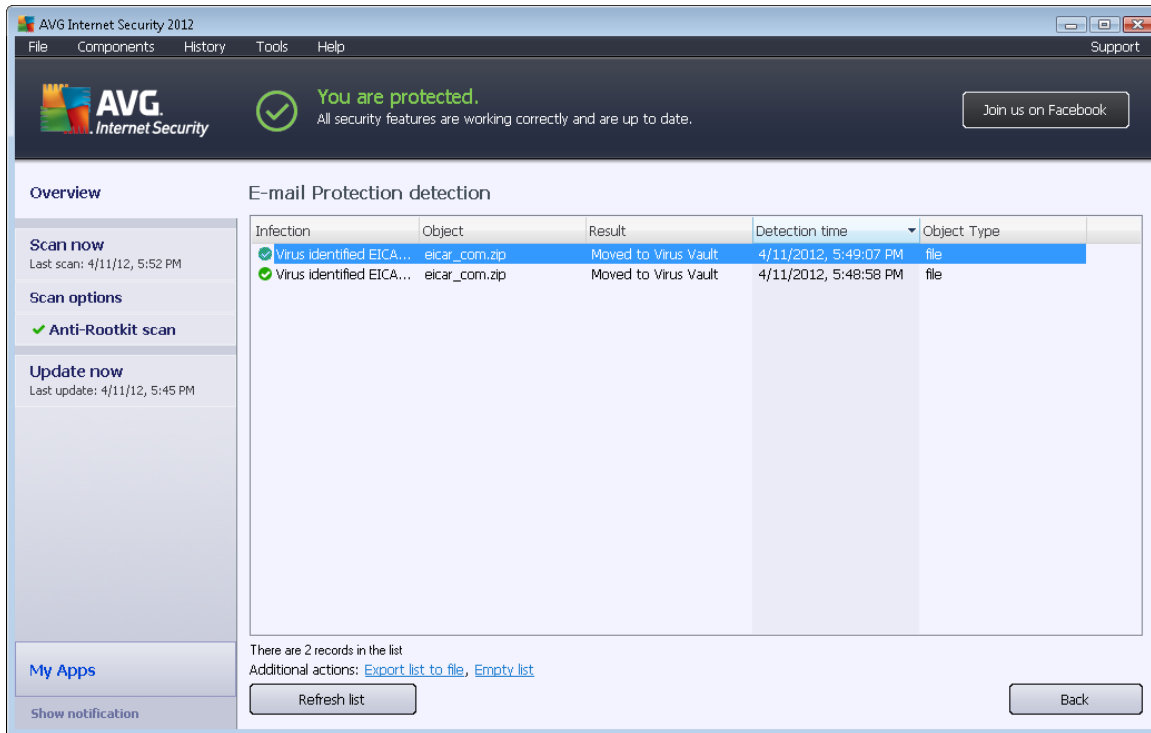 AVG Internet Security 2012
File Components History Tools Help Support
AVG.
Internet Security
You are protected.
All security features are working correctly and are up to date.
Join us on Facebook
Overview
Scan now
Last scan: 4/11/12, 5:52 PM
Scan options
Anti-Rootkit scan
Update now
Last update: 4/11/12, 5:45 PM
My Apps
Show notification
E-mail Protection detection
Infection Object Result Detection time Object Type
Virus identified EICA... eicar_com.zip Moved to Virus Vault 4/11/2012, 5:49:07 PM file
Virus identified EICA... eicar_com.zip Moved to Virus Vault 4/11/2012, 5:48:58 PM file
There are 2 records in the list
Additional actions: Export list to file, Empty list
Refresh list Back